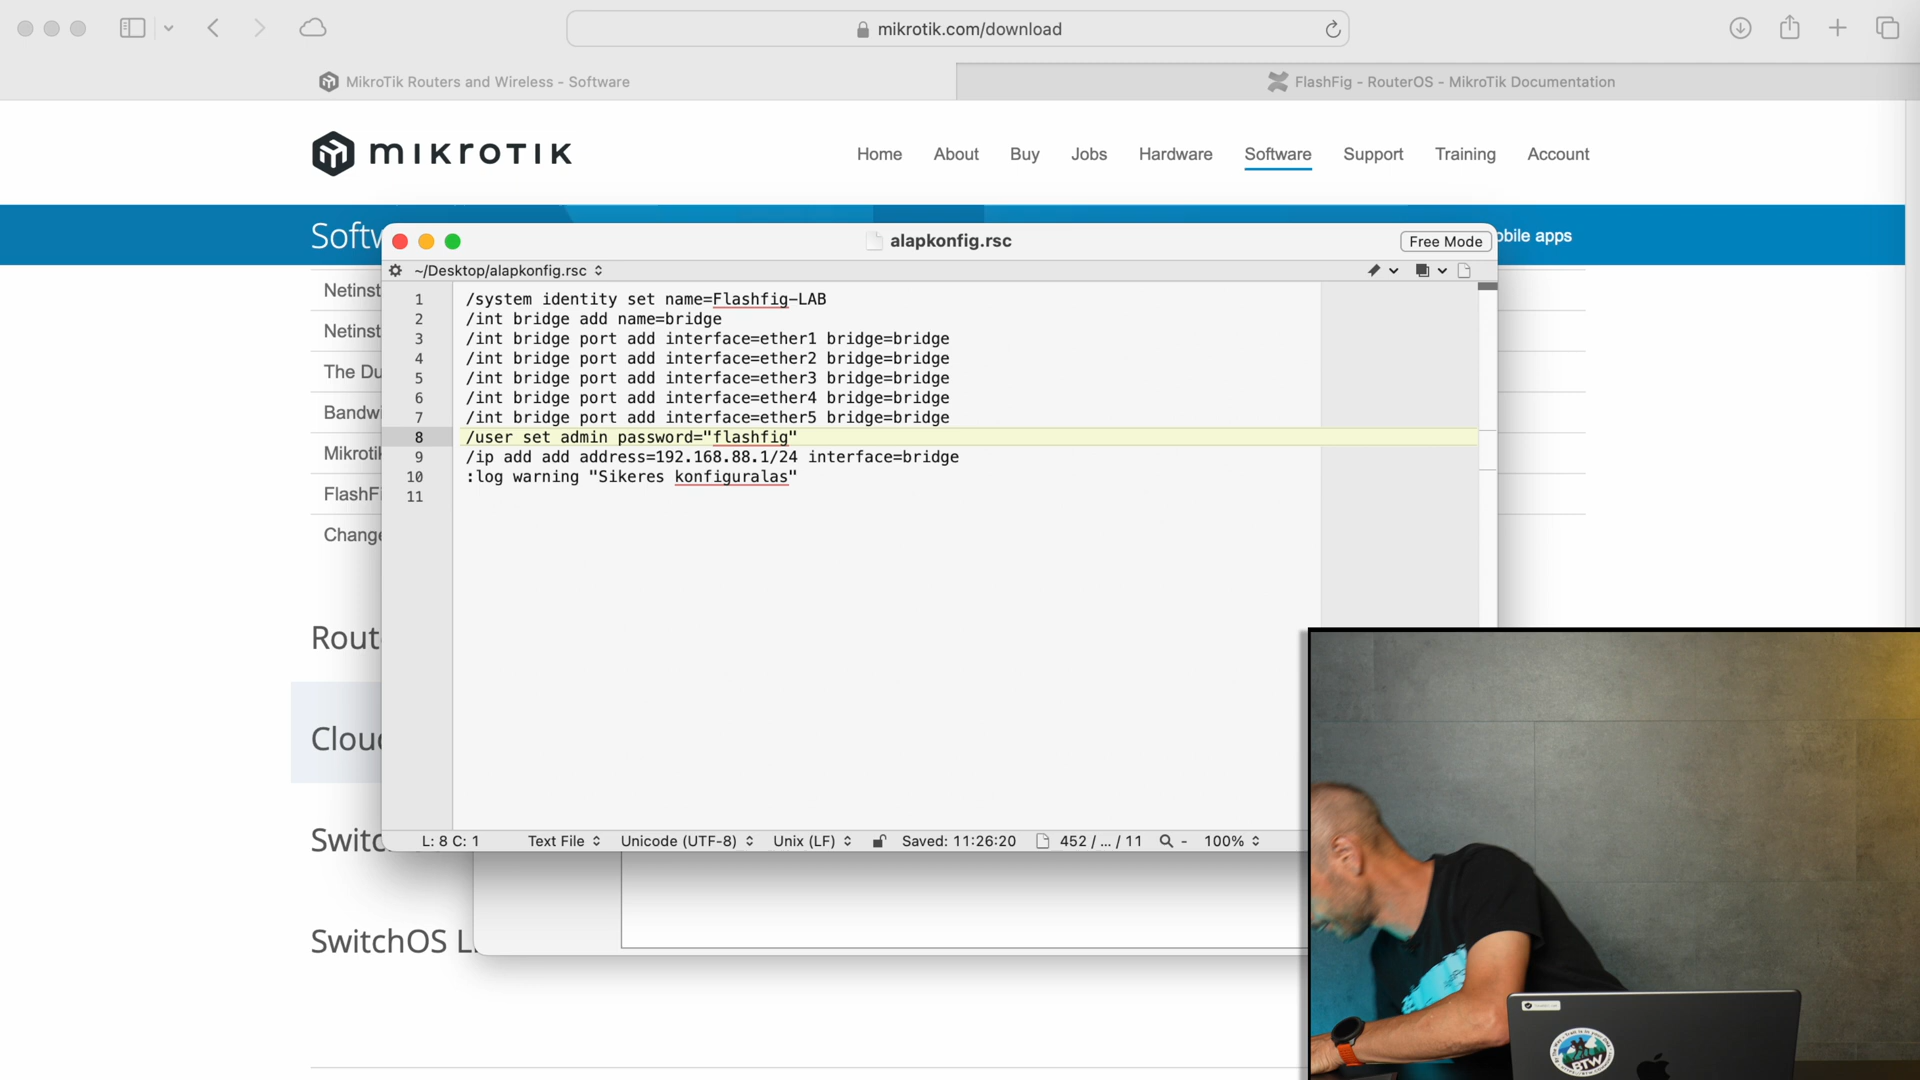 mikrotik.com/download
MikroTik Routers and Wireless - Software
FlashFig - RouterOS - MikroTik Documentation
mikrotik
Home About Buy Jobs Hardware Software Support Training Account
Softw
obile apps
alapkonfig.rsc
Free Mode
~/Desktop/alapkonfig.rsc
Netinst
Netinst
The Du
Bandwi
Mikroti
FlashFi
Change
1 /system identity set name=Flashfig-LAB
2 /int bridge add name=bridge
3 /int bridge port add interface=ether1 bridge=bridge
4 /int bridge port add interface=ether2 bridge=bridge
5 /int bridge port add interface=ether3 bridge=bridge
6 /int bridge port add interface=ether4 bridge=bridge
7 /int bridge port add interface=ether5 bridge=bridge
8 /user set admin password="flashfig"
9 /ip add add address=192.168.88.1/24 interface=bridge
10 :log warning "Sikeres konfiguralas"
11
Route
Cloud
Switc
L: 8 C: 1 Text File Unicode (UTF-8) Unix (LF) Saved: 11:26:20 452 / ... / 11 - 100%
SwitchOS L
BTW